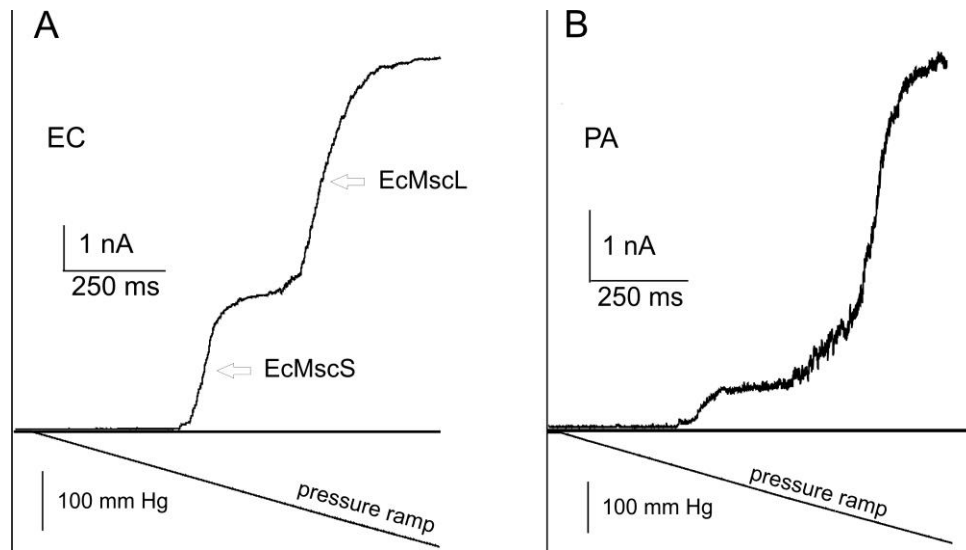 A
EC
EcMscL
1 nA
250 ms
EcMscS
pressure ramp
100 mm Hg
B
PA
1 nA
250 ms
pressure ramp
100 mm Hg